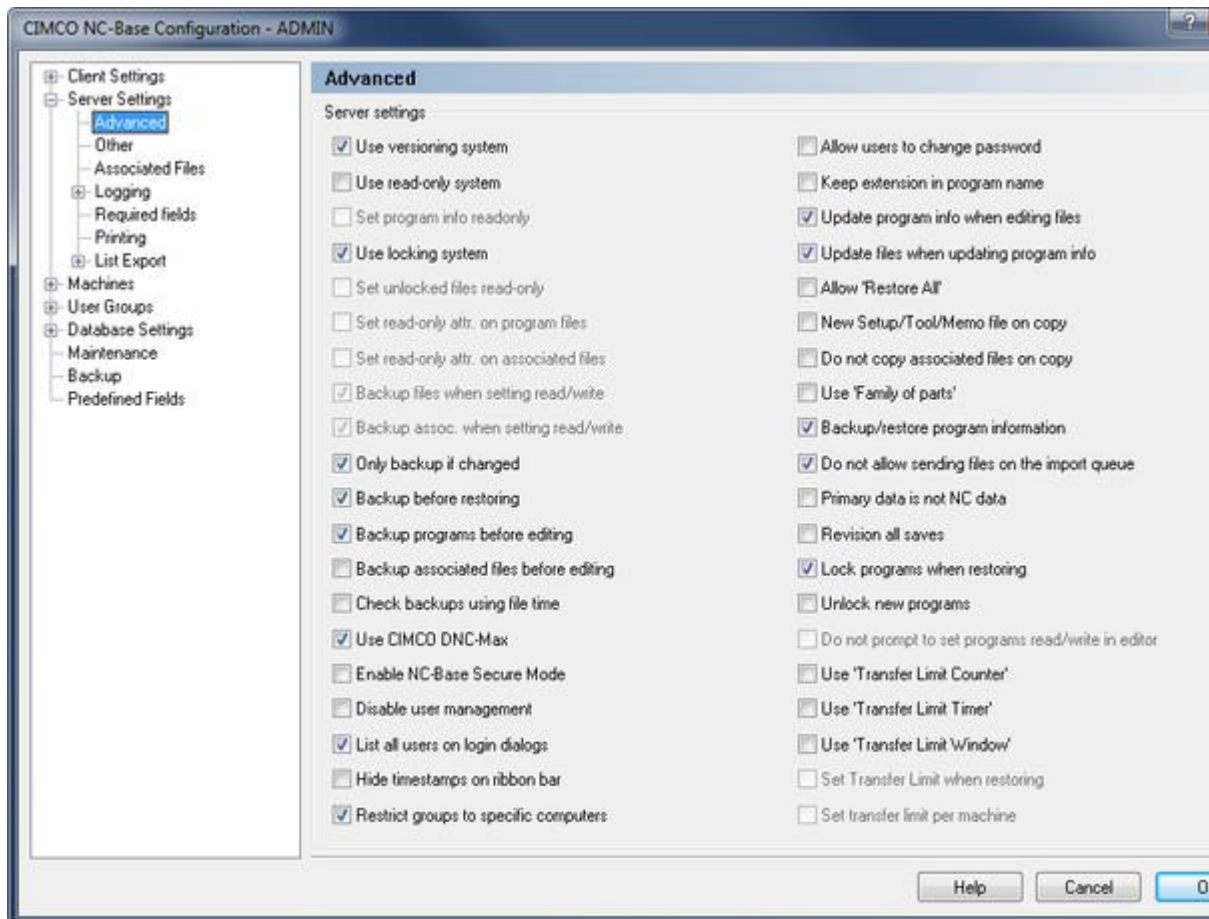 CIMCO NC-Base Configuration - ADMIN
Client Settings
Server Settings
Advanced
Other
Associated Files
Logging
Required fields
Printing
List Export
Machines
User Groups
Database Settings
Maintenance
Backup
Predefined Fields
Advanced
Server settings
Use versioning system
Use read-only system
Set program info readonly
Use locking system
Set unlocked files read-only
Set read-only attr. on program files
Set read-only attr. on associated files
Backup files when setting read/write
Backup assoc. when setting read/write
Only backup if changed
Backup before restoring
Backup programs before editing
Backup associated files before editing
Check backups using file time
Use CIMCO DNC-Max
Enable NC-Base Secure Mode
Disable user management
List all users on login dialogs
Hide timestamps on ribbon bar
Restrict groups to specific computers
Allow users to change password
Keep extension in program name
Update program info when editing files
Update files when updating program info
Allow 'Restore All'
New Setup/Tool/Memo file on copy
Do not copy associated files on copy
Use 'Family of parts'
Backup/restore program information
Do not allow sending files on the import queue
Primary data is not NC data
Revision all saves
Lock programs when restoring
Unlock new programs
Do not prompt to set programs read/write in editor
Use 'Transfer Limit Counter'
Use 'Transfer Limit Timer'
Use 'Transfer Limit Window'
Set Transfer Limit when restoring
Set transfer limit per machine
Help
Cancel